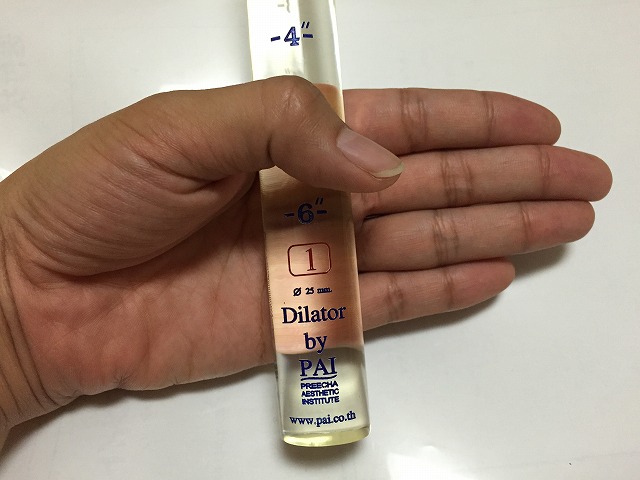 -4"-
-6"-
1
Ø 25 mm.
Dilator
by
PAI
PREECHA
AESTHETIC
INSTITUTE
www.pai.co.th